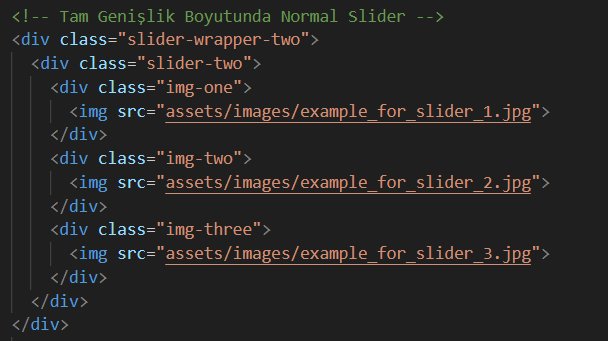 <!-- Tam Genişlik Boyutunda Normal Slider -->
<div class="slider-wrapper-two">
<div class="slider-two">
<div class="img-one">
<img src="assets/images/example_for_slider_1.jpg">
</div>
<div class="img-two">
<img src="assets/images/example_for_slider_2.jpg">
</div>
<div class="img-three">
<img src="assets/images/example_for_slider_3.jpg">
</div>
</div>
</div>